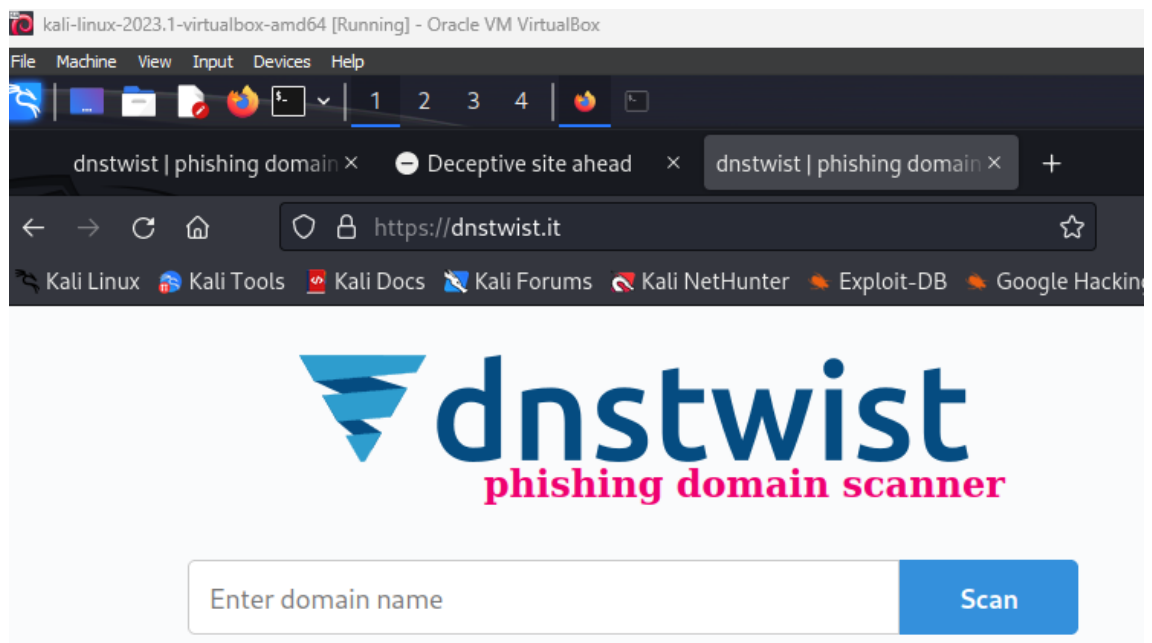 kali-linux-2023.1-virtualbox-amd64 [Running] - Oracle VM VirtualBox
File Machine View Input Devices Help
1 2 3 4
dnstwist | phishing domain × Deceptive site ahead × dnstwist | phishing domain × +
https://dnstwist.it
Kali Linux Kali Tools Kali Docs Kali Forums Kali NetHunter Exploit-DB Google Hacking
dnstwist
phishing domain scanner
Enter domain name Scan